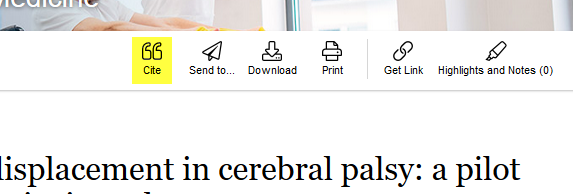 Cite Send to... Download Print Get Link Highlights and Notes (0)
displacement in cerebral palsy: a pilot